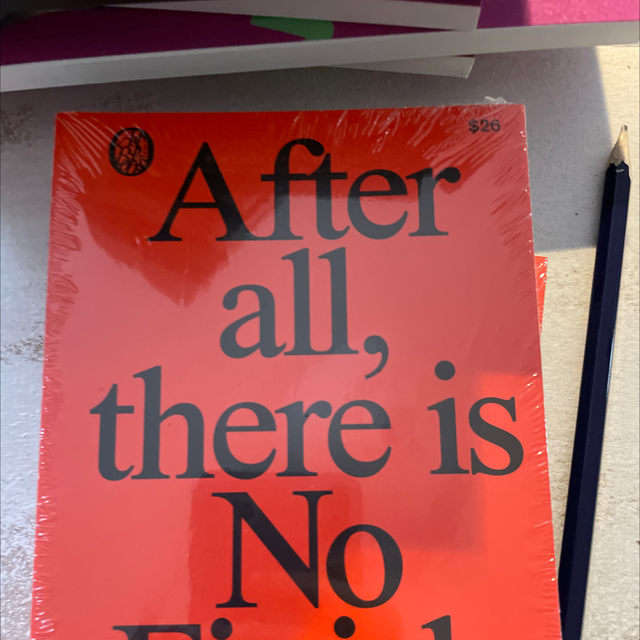 $26
After
all,
there is
No